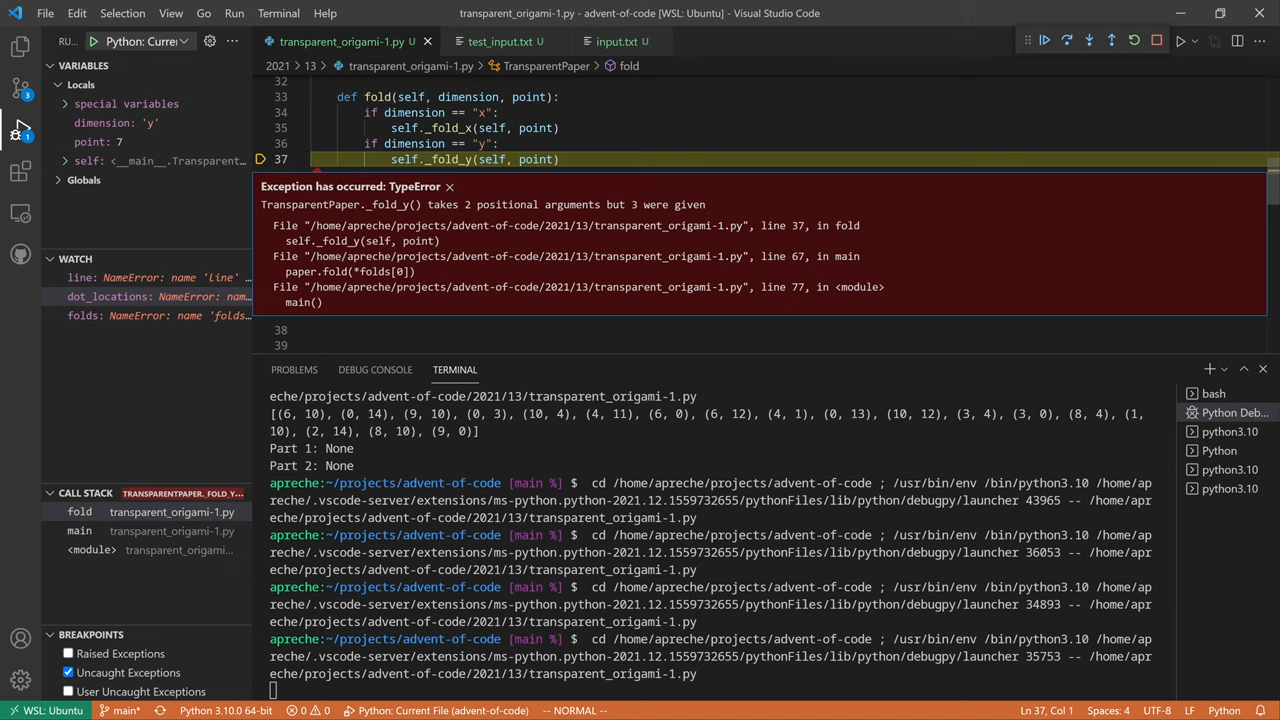 File Edit Selection View Go Run Terminal Help
transparent_origami-1.py - advent-of-code [WSL: Ubuntu] - Visual Studio Code
RU... Python: Curre ...
transparent_origami-1.py U test_input.txt U input.txt U
2021 > 13 > transparent_origami-1.py > TransparentPaper > fold
VARIABLES
Locals
special variables
dimension: 'y'
point: 7
self: <__main__.Transparent...
Globals
WATCH
line: NameError: name 'line' ...
dot_locations: NameError: nam...
folds: NameError: name 'folds...
CALL STACK TRANSPARENTPAPER._FOLD_Y...
fold transparent_origami-1.py
main transparent_origami-1.py
<module> transparent_origami...
BREAKPOINTS
Raised Exceptions
Uncaught Exceptions
User Uncaught Exceptions
32
33 def fold(self, dimension, point):
34 if dimension == "x":
35 self._fold_x(self, point)
36 if dimension == "y":
37 self._fold_y(self, point)
Exception has occurred: TypeError
TransparentPaper._fold_y() takes 2 positional arguments but 3 were given
File "/home/apreche/projects/advent-of-code/2021/13/transparent_origami-1.py", line 37, in fold
self._fold_y(self, point)
File "/home/apreche/projects/advent-of-code/2021/13/transparent_origami-1.py", line 67, in main
paper.fold(*folds[0])
File "/home/apreche/projects/advent-of-code/2021/13/transparent_origami-1.py", line 77, in <module>
main()
38
39
PROBLEMS DEBUG CONSOLE TERMINAL
eche/projects/advent-of-code/2021/13/transparent_origami-1.py
[(6, 10), (0, 14), (9, 10), (0, 3), (10, 4), (4, 11), (6, 0), (6, 12), (4, 1), (0, 13), (10, 12), (3, 4), (3, 0), (8, 4), (1,
10), (2, 14), (8, 10), (9, 0)]
Part 1: None
Part 2: None
apreche:~/projects/advent-of-code [main %] $ cd /home/apreche/projects/advent-of-code ; /usr/bin/env /bin/python3.10 /home/ap
reche/.vscode-server/extensions/ms-python.python-2021.12.1559732655/pythonFiles/lib/python/debugpy/launcher 43965 -- /home/apr
eche/projects/advent-of-code/2021/13/transparent_origami-1.py
apreche:~/projects/advent-of-code [main %] $ cd /home/apreche/projects/advent-of-code ; /usr/bin/env /bin/python3.10 /home/ap
reche/.vscode-server/extensions/ms-python.python-2021.12.1559732655/pythonFiles/lib/python/debugpy/launcher 36053 -- /home/apr
eche/projects/advent-of-code/2021/13/transparent_origami-1.py
apreche:~/projects/advent-of-code [main %] $ cd /home/apreche/projects/advent-of-code ; /usr/bin/env /bin/python3.10 /home/ap
reche/.vscode-server/extensions/ms-python.python-2021.12.1559732655/pythonFiles/lib/python/debugpy/launcher 34893 -- /home/apr
eche/projects/advent-of-code/2021/13/transparent_origami-1.py
apreche:~/projects/advent-of-code [main %] $ cd /home/apreche/projects/advent-of-code ; /usr/bin/env /bin/python3.10 /home/ap
reche/.vscode-server/extensions/ms-python.python-2021.12.1559732655/pythonFiles/lib/python/debugpy/launcher 35753 -- /home/apr
eche/projects/advent-of-code/2021/13/transparent_origami-1.py
bash
Python Deb...
python3.10
Python
python3.10
python3.10
3
1
WSL: Ubuntu main* Python 3.10.0 64-bit 0 0 Python: Current File (advent-of-code) -- NORMAL -- Ln 37, Col 1 Spaces: 4 UTF-8 LF Python